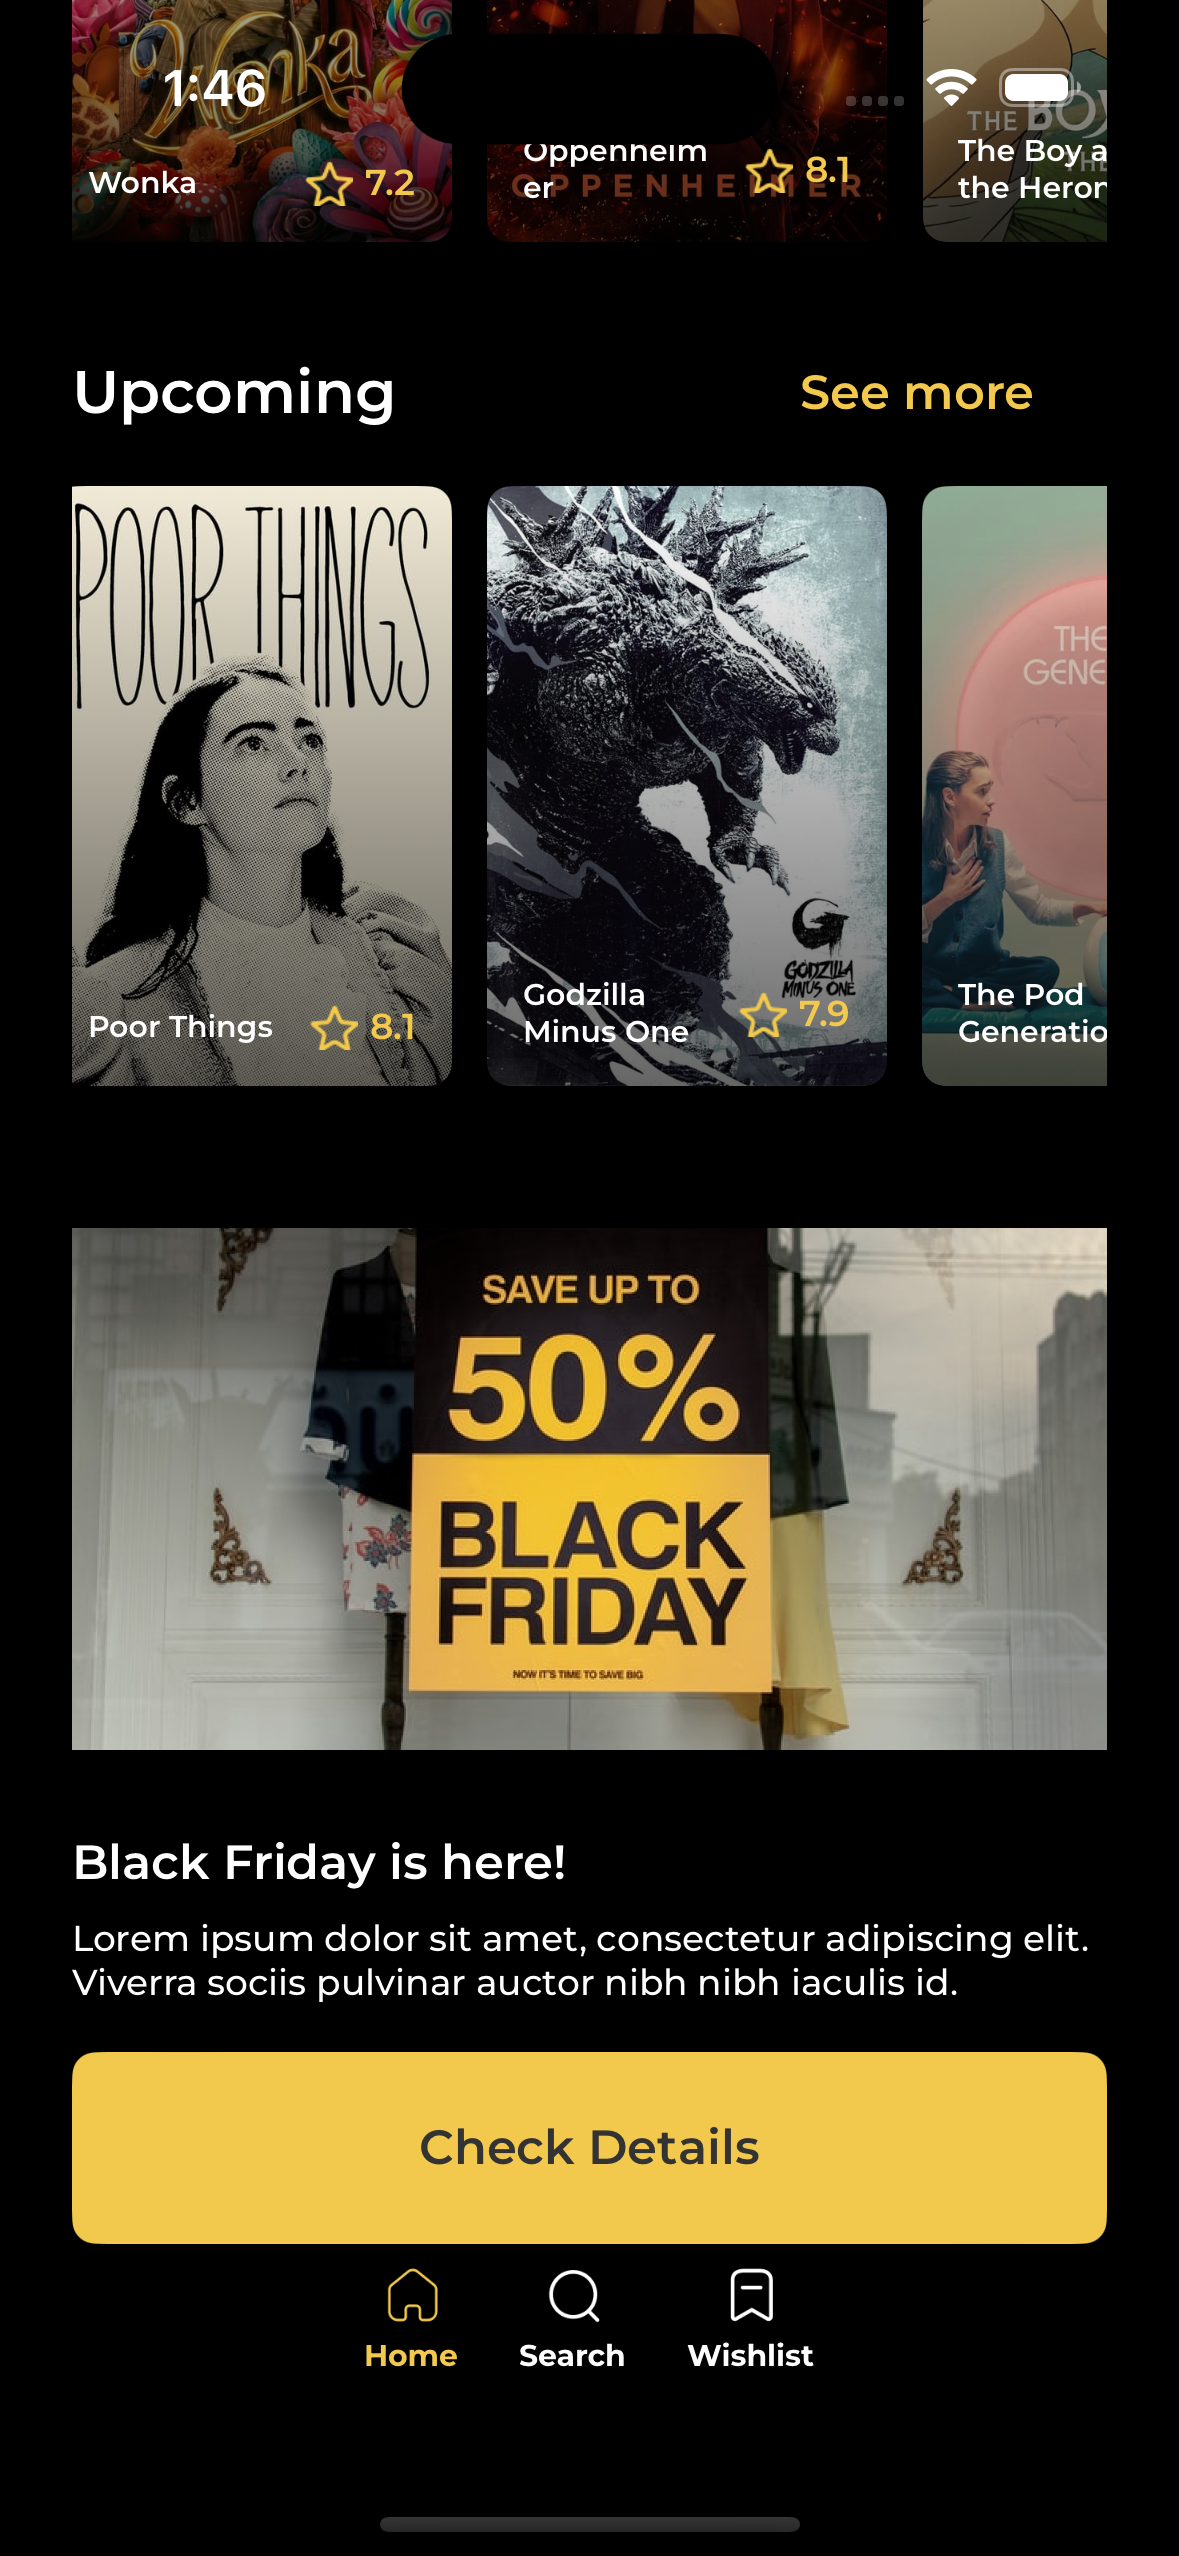 Wonka
1:46
THE BOY
THE
Wonka
7.2
Oppenheim
er
OPPENHEIMER
8.1
The Boy a
the Heron
Upcoming
See more
POOR THINGS
Poor Things
8.1
GODZILLA
MINUS ONE
Godzilla
Minus One
7.9
THE
GENE
The Pod
Generatio
SAVE UP TO
50%
BLACK
FRIDAY
NOW IT'S TIME TO SAVE BIG
Black Friday is here!
Lorem ipsum dolor sit amet, consectetur adipiscing elit.
Viverra sociis pulvinar auctor nibh nibh iaculis id.
Check Details
Home
Search
Wishlist